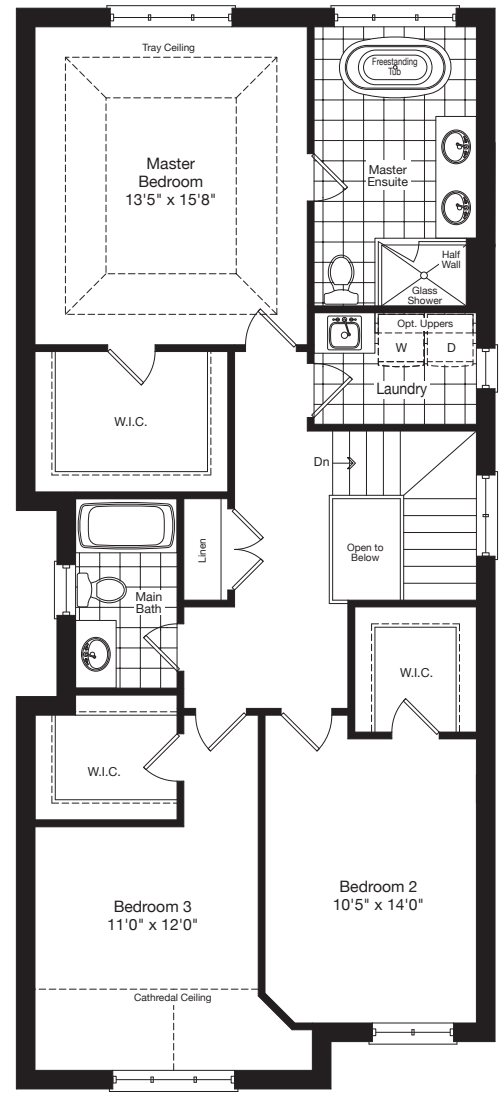 Tray Ceiling
Master
Bedroom
13'5" x 15'8"
Freestanding
Tub
Master
Ensuite
Half
Wall
Glass
Shower
Opt. Uppers
W
D
Laundry
W.I.C.
Dn
Linen
Open to
Below
Main
Bath
W.I.C.
W.I.C.
Bedroom 2
10'5" x 14'0"
Bedroom 3
11'0" x 12'0"
Cathredal Ceiling